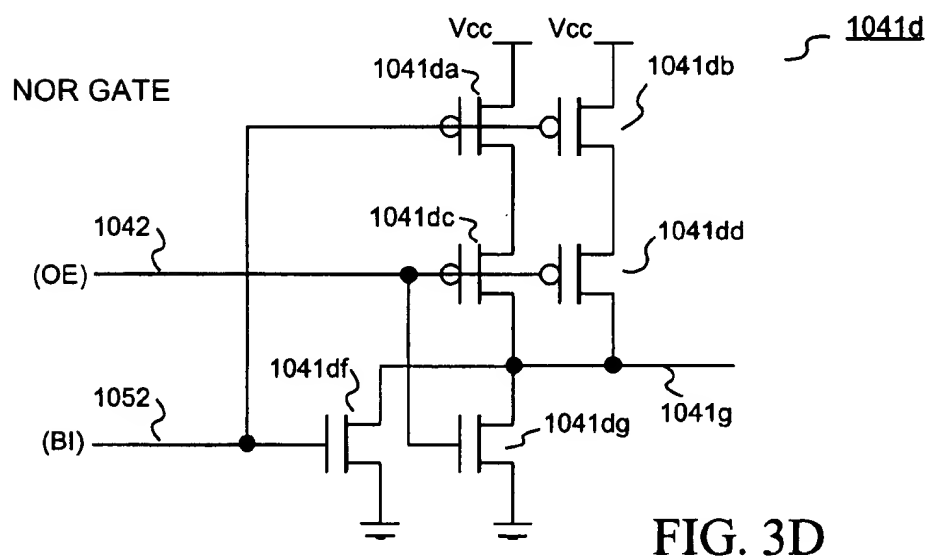 1041d
Vcc Vcc
1041da
1041db
NOR GATE
1041dc
1042
1041dd
(OE)
1041df
1052
1041dg
1041g
(BI)
FIG. 3D